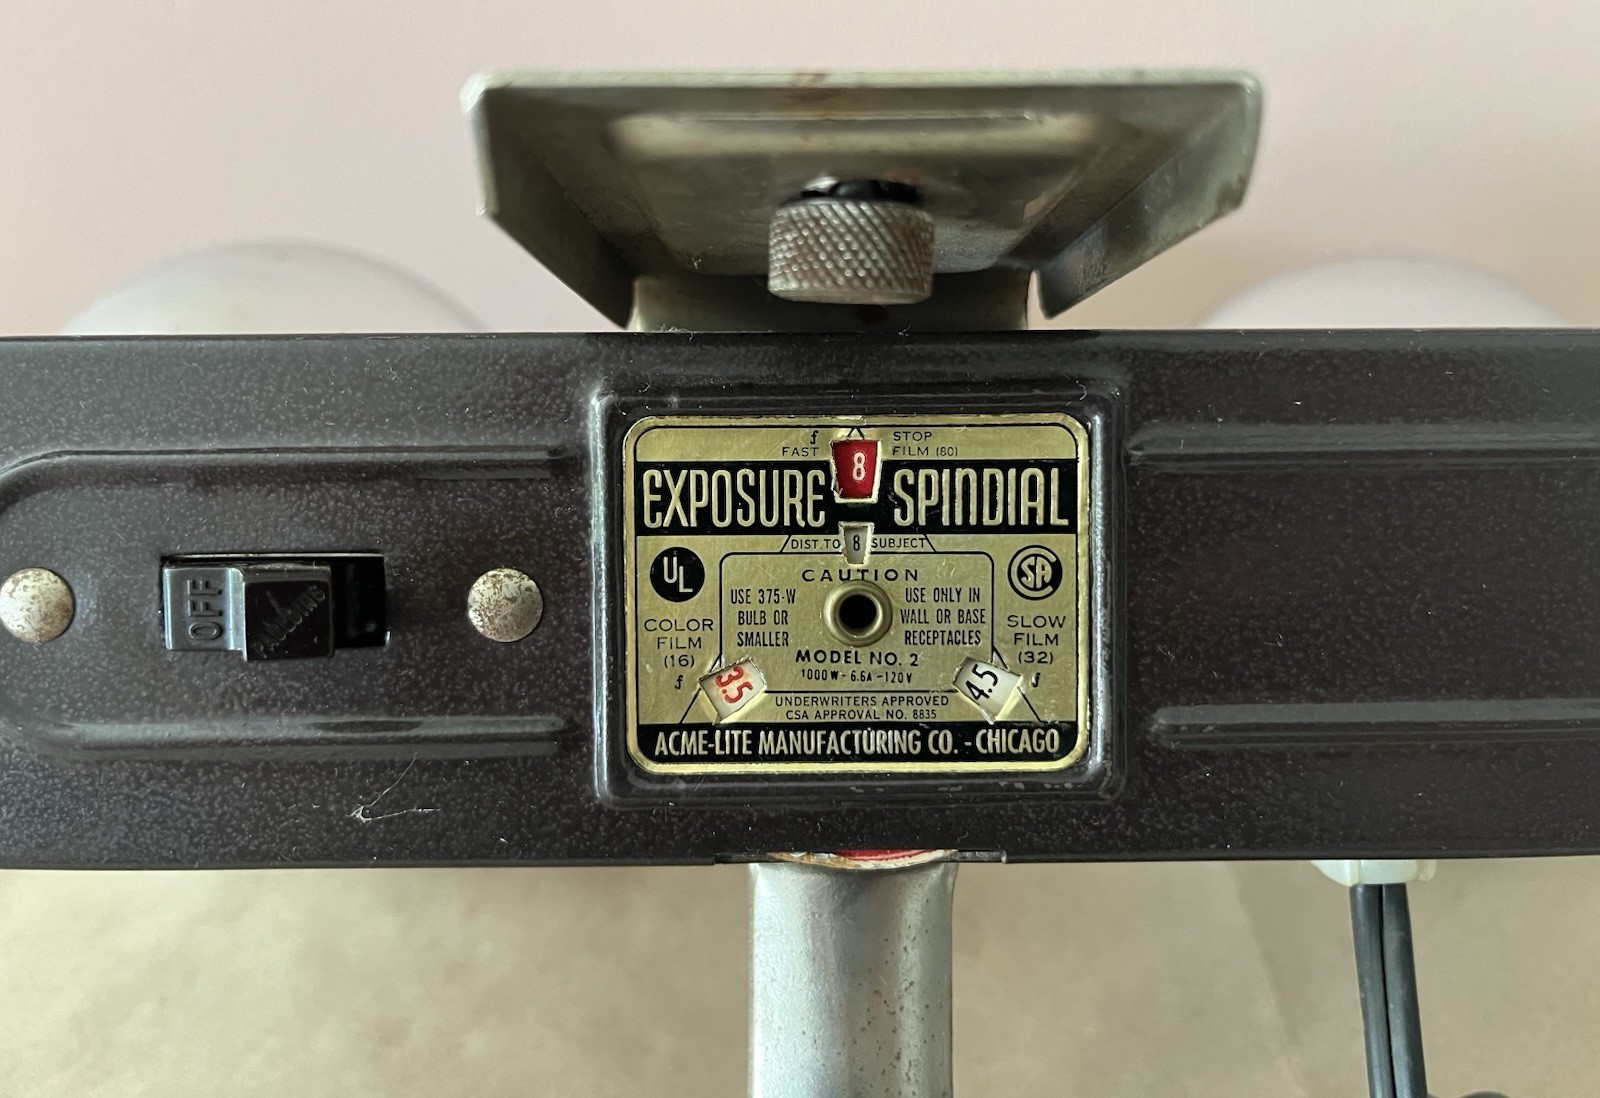 ƒ STOP
FAST FILM (80)
8
EXPOSURE SPINDIAL
DIST. TO 8 SUBJECT
UL
SA
CAUTION
USE 375-W
BULB OR
SMALLER
USE ONLY IN
WALL OR BASE
RECEPTACLES
COLOR
FILM
(16)
ƒ
3.5
SLOW
FILM
(32)
ƒ
4.5
MODEL NO. 2
1000W-6.6A-120V
UNDERWRITERS APPROVED
CSA APPROVAL NO. 8835
ACME-LITE MANUFACTURING CO. - CHICAGO
OFF